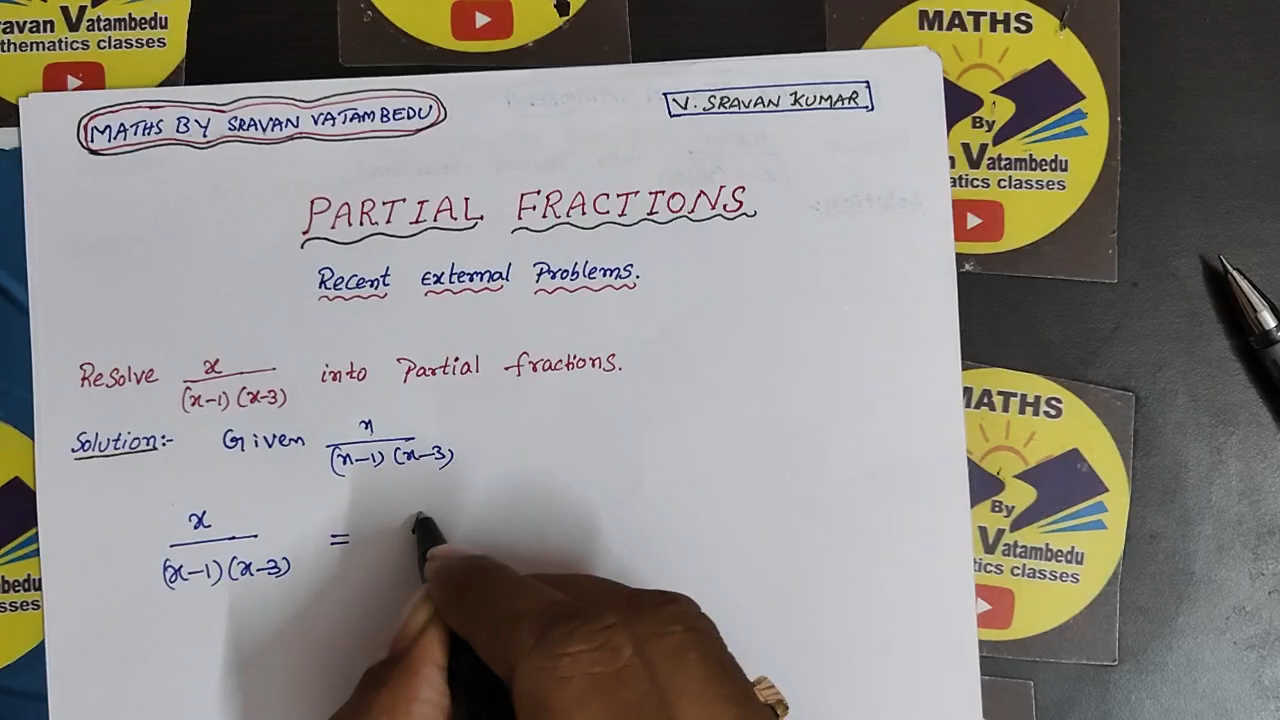 ravan Vatambedu
thematics classes
MATHS
By
Vatambedu
atics classes
MATHS BY SRAVAN VATAMBEDU
V. SRAVAN KUMAR
PARTIAL FRACTIONS
Recent External Problems.
Resolve x/((x-1)(x-3)) into Partial fractions.
Solution:- Given x/((x-1)(x-3))
x/((x-1)(x-3)) =
MATHS
By
Vatambedu
tics classes
bedu
sses